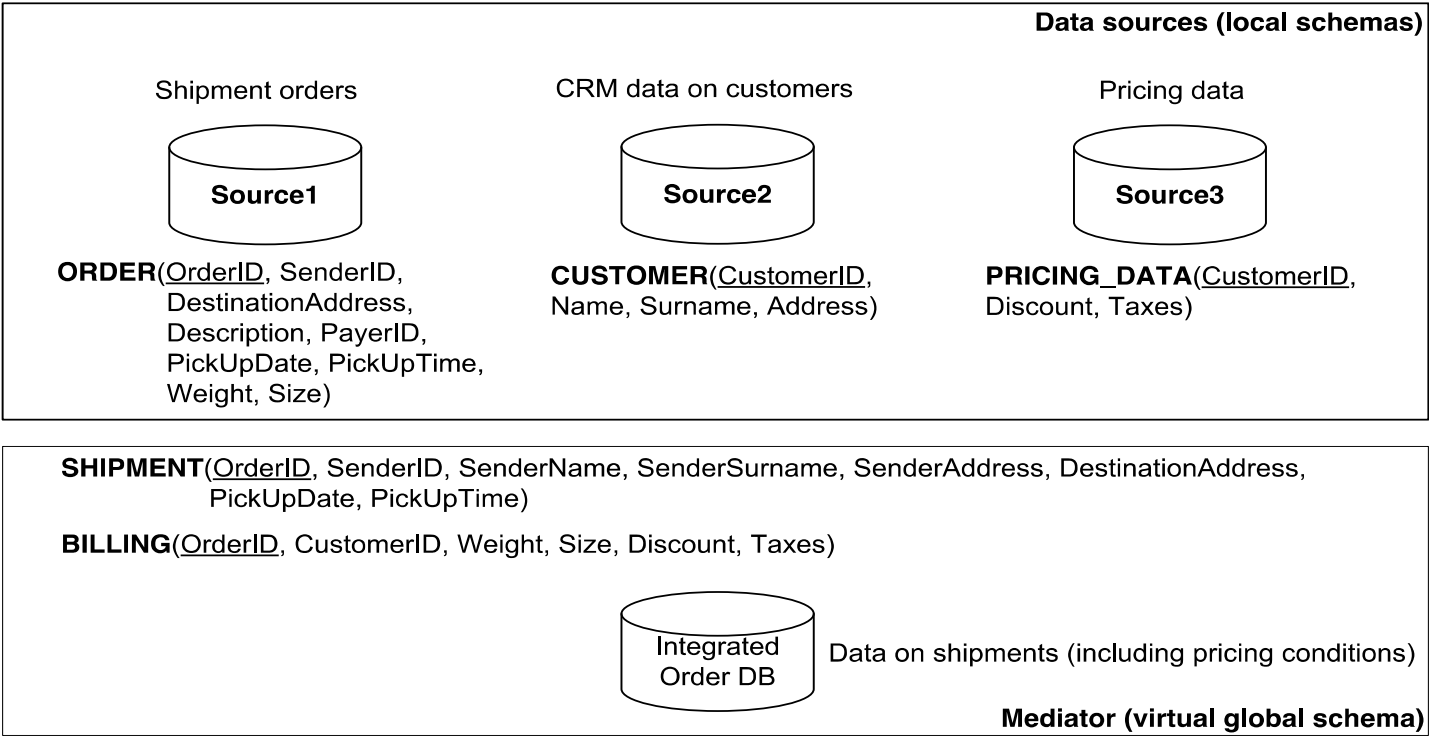 Data sources (local schemas)
Shipment orders
CRM data on customers
Pricing data
Source1
Source2
Source3
ORDER(OrderID, SenderID,
DestinationAddress,
Description, PayerID,
PickUpDate, PickUpTime,
Weight, Size)
CUSTOMER(CustomerID,
Name, Surname, Address)
PRICING_DATA(CustomerID,
Discount, Taxes)
SHIPMENT(OrderID, SenderID, SenderName, SenderSurname, SenderAddress, DestinationAddress,
PickUpDate, PickUpTime)
BILLING(OrderID, CustomerID, Weight, Size, Discount, Taxes)
Integrated
Order DB
Data on shipments (including pricing conditions)
Mediator (virtual global schema)